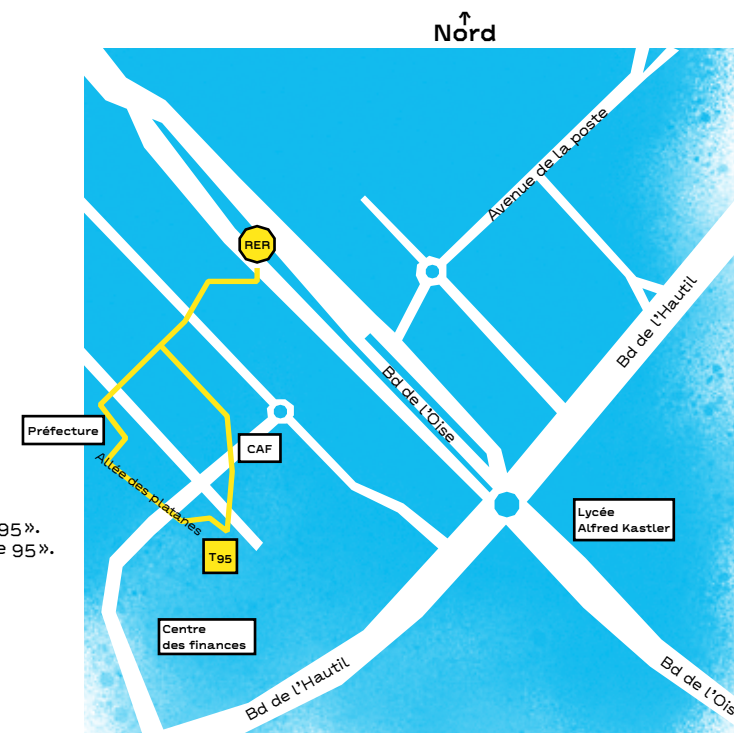 ↑
Nord
Avenue de la poste
RER
Bd de l'Hautil
Bd de l'Oise
Préfecture
CAF
Allée des platanes
95».
e 95».
Lycée
Alfred Kastler
T95
Centre
des finances
Bd de l'Hautil
Bd de l'Ois